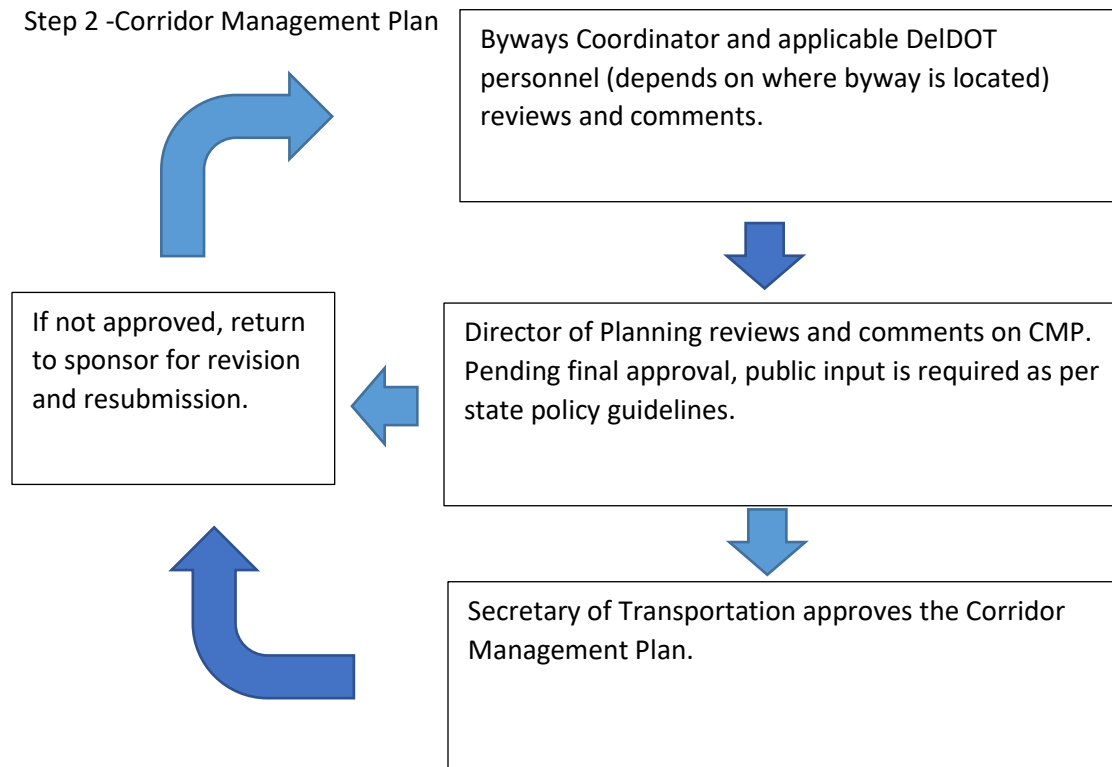 Step 2 -Corridor Management Plan
Byways Coordinator and applicable DelDOT
personnel (depends on where byway is located)
reviews and comments.
If not approved, return
to sponsor for revision
and resubmission.
Director of Planning reviews and comments on CMP.
Pending final approval, public input is required as per
state policy guidelines.
Secretary of Transportation approves the Corridor
Management Plan.